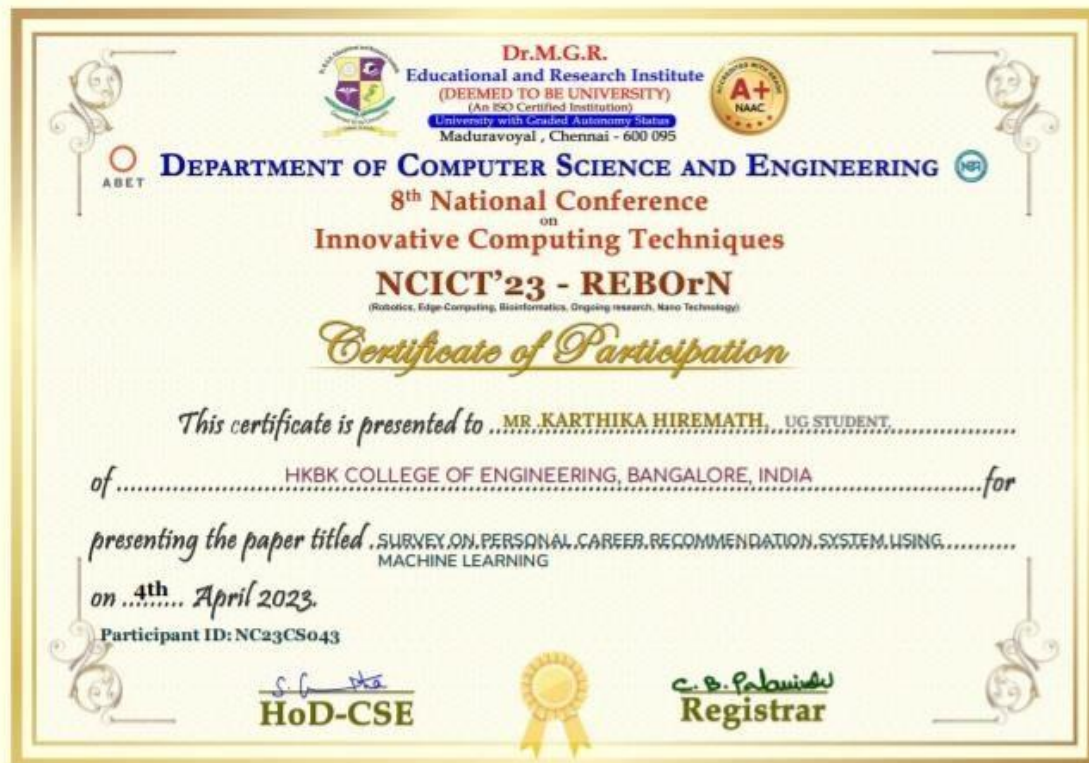 Dr.M.G.R.
Educational and Research Institute
(DEEMED TO BE UNIVERSITY)
(An ISO Certified Institution)
University with Graded Autonomy Status
Maduravoyal , Chennai - 600 095
ACCREDITED WITH GRADE
A+
NAAC
ABET
DEPARTMENT OF COMPUTER SCIENCE AND ENGINEERING
8th National Conference
on
Innovative Computing Techniques
NCICT'23 - REBOrN
(Robotics, Edge-Computing, Bioinformatics, Ongoing research, Nano Technology)
Certificate of Participation
This certificate is presented to ..MR .KARTHIKA HIREMATH, UG STUDENT,
of HKBK COLLEGE OF ENGINEERING, BANGALORE, INDIA for
presenting the paper titled SURVEY ON PERSONAL CAREER RECOMMENDATION SYSTEM USING
MACHINE LEARNING
on 4th April 2023.
Participant ID: NC23CS043
HoD-CSE
C. B. Registrar